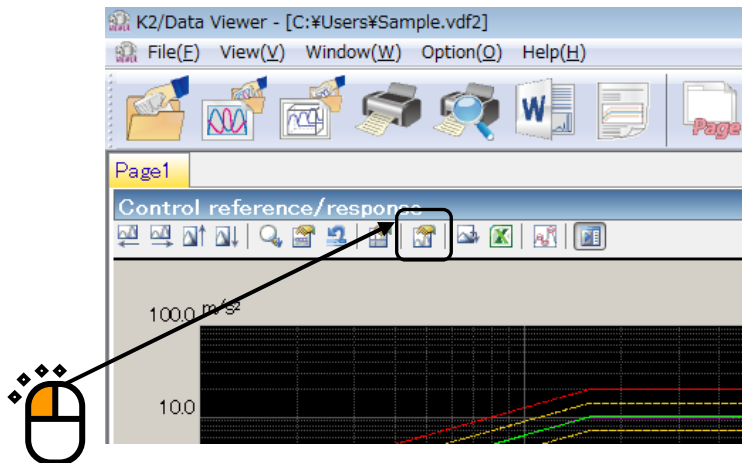 K2/Data Viewer - [C:¥Users¥Sample.vdf2]
File(F) View(V) Window(W) Option(O) Help(H)
W Page
Page1
Control reference/response
100.0 m/s²
10.0